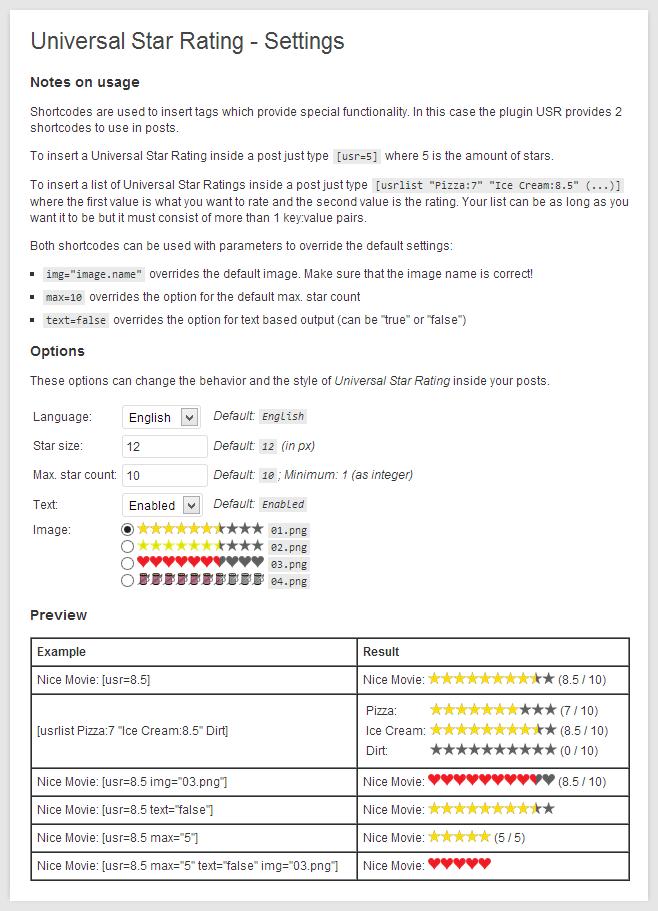 Universal Star Rating - Settings
Notes on usage
Shortcodes are used to insert tags which provide special functionality. In this case the plugin USR provides 2
shortcodes to use in posts.
To insert a Universal Star Rating inside a post just type [usr=5] where 5 is the amount of stars.
To insert a list of Universal Star Ratings inside a post just type [usrlist "Pizza:7" "Ice Cream:8.5" (...)]
where the first value is what you want to rate and the second value is the rating. Your list can be as long as you
want it to be but it must consist of more than 1 key:value pairs.
Both shortcodes can be used with parameters to override the default settings:
img="image.name" overrides the default image. Make sure that the image name is correct!
max=10 overrides the option for the default max. star count
text=false overrides the option for text based output (can be "true" or "false")
Options
These options can change the behavior and the style of Universal Star Rating inside your posts.
Language: English Default: English
Star size: 12 Default: 12 (in px)
Max. star count: 10 Default: 10 ; Minimum: 1 (as integer)
Text: Enabled Default: Enabled
Image: 01.png
02.png
03.png
04.png
Preview
Example Result
Nice Movie: [usr=8.5] Nice Movie: (8.5 / 10)
Pizza: (7 / 10)
[usrlist Pizza:7 "Ice Cream:8.5" Dirt] Ice Cream: (8.5 / 10)
Dirt: (0 / 10)
Nice Movie: [usr=8.5 img="03.png"] Nice Movie: (8.5 / 10)
Nice Movie: [usr=8.5 text="false"] Nice Movie:
Nice Movie: [usr=8.5 max="5"] Nice Movie: (5 / 5)
Nice Movie: [usr=8.5 max="5" text="false" img="03.png"] Nice Movie: